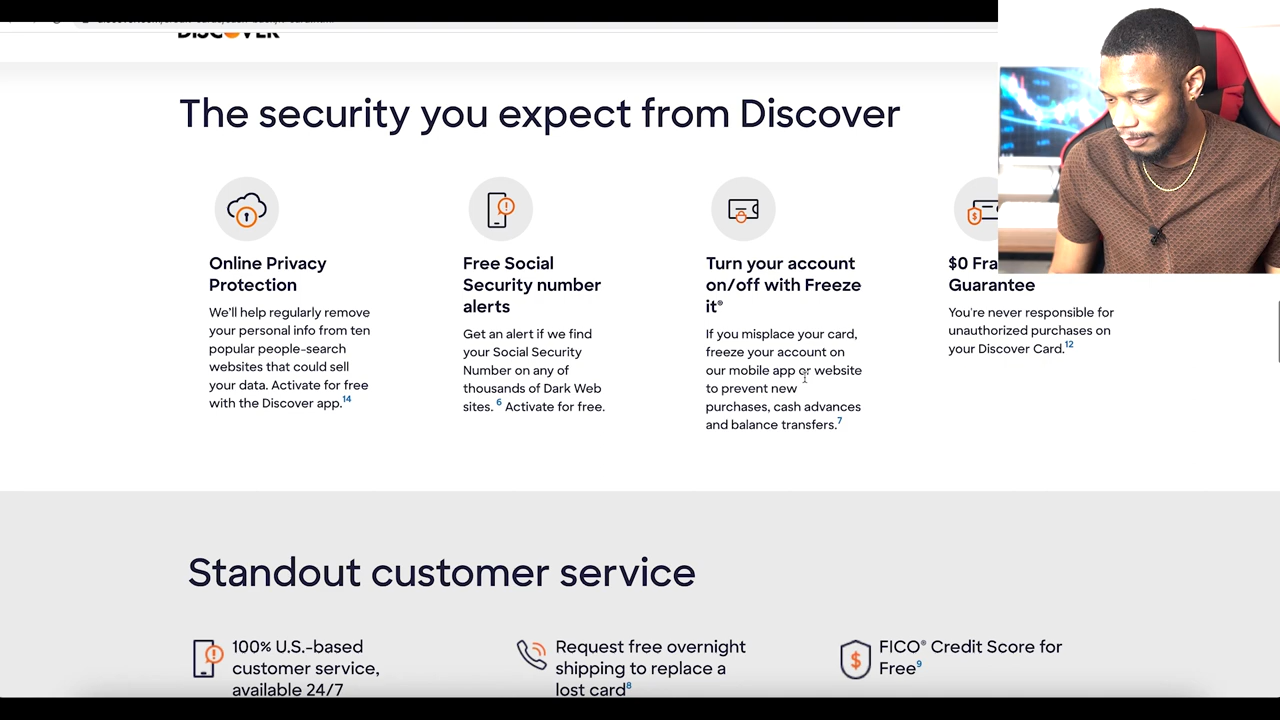 DISCOVER
The security you expect from Discover
Online Privacy
Protection
We'll help regularly remove
your personal info from ten
popular people-search
websites that could sell
your data. Activate for free
with the Discover app.14
Free Social
Security number
alerts
Get an alert if we find
your Social Security
Number on any of
thousands of Dark Web
sites. 6 Activate for free.
Turn your account
on/off with Freeze
it®
If you misplace your card,
freeze your account on
our mobile app or website
to prevent new
purchases, cash advances
and balance transfers.7
$0 Fra
Guarantee
You're never responsible for
unauthorized purchases on
your Discover Card.12
Standout customer service
100% U.S.-based
customer service,
available 24/7
Request free overnight
shipping to replace a
lost card8
FICO® Credit Score for
Free9